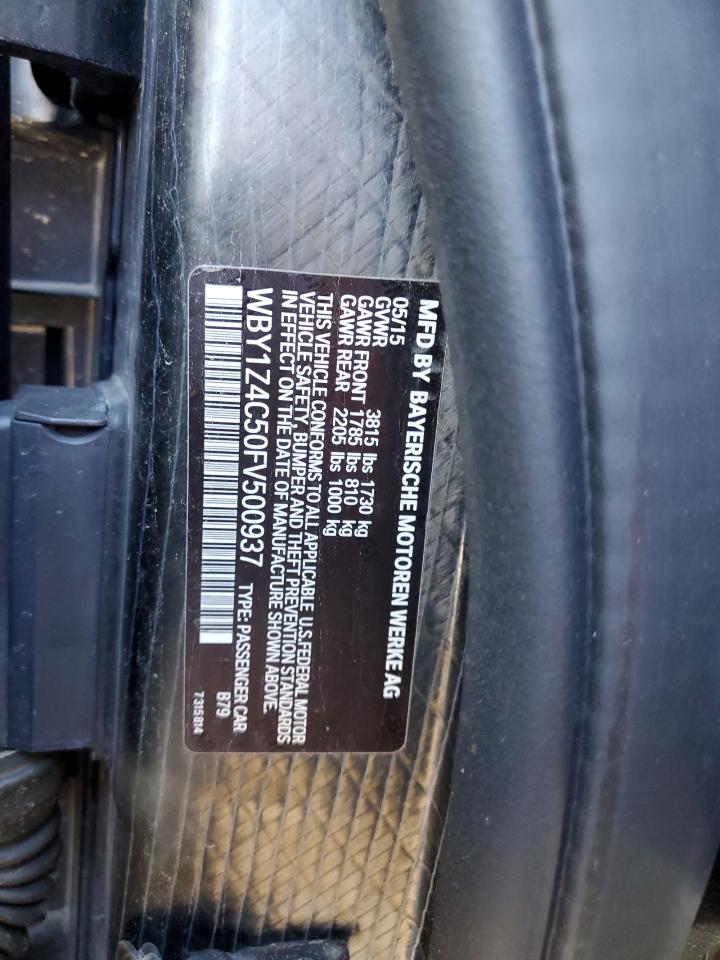 MFD BY BAYERISCHE MOTOREN WERKE AG
05/15
GVWR 3815 lbs 1730 kg
GAWR FRONT 1785 lbs 810 kg
GAWR REAR 2205 lbs 1000 kg
THIS VEHICLE CONFORMS TO ALL APPLICABLE U.S.FEDERAL MOTOR
VEHICLE SAFETY, BUMPER AND THEFT PREVENTION STANDARDS
IN EFFECT ON THE DATE OF MANUFACTURE SHOWN ABOVE.
WBY1Z4C50FV500937 TYPE: PASSENGER CAR
B79
7315814